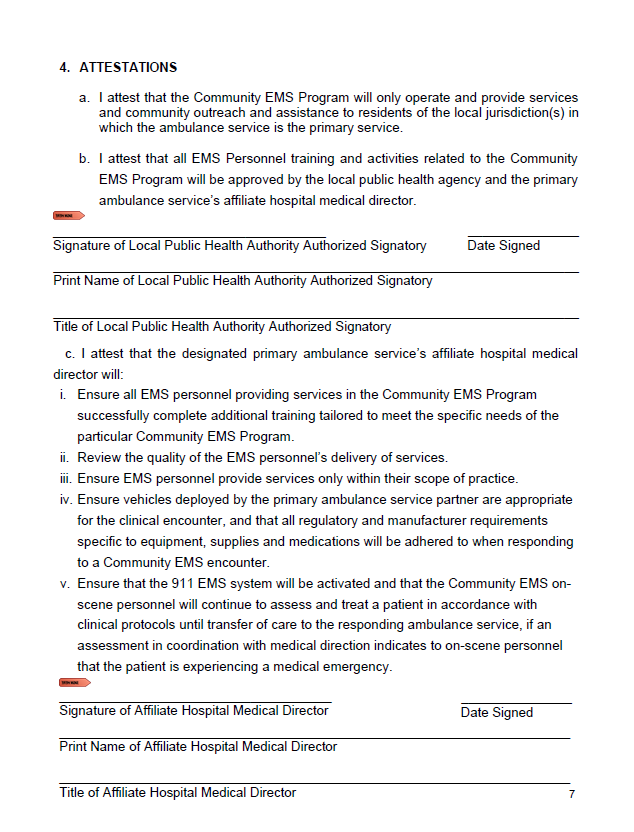 4. ATTESTATIONS
a. I attest that the Community EMS Program will only operate and provide services
and community outreach and assistance to residents of the local jurisdiction(s) in
which the ambulance service is the primary service.
b. I attest that all EMS Personnel training and activities related to the Community
EMS Program will be approved by the local public health agency and the primary
ambulance service's affiliate hospital medical director.
Signature of Local Public Health Authority Authorized Signatory Date Signed
Print Name of Local Public Health Authority Authorized Signatory
Title of Local Public Health Authority Authorized Signatory
c. I attest that the designated primary ambulance service's affiliate hospital medical
director will:
i. Ensure all EMS personnel providing services in the Community EMS Program
successfully complete additional training tailored to meet the specific needs of the
particular Community EMS Program.
ii. Review the quality of the EMS personnel's delivery of services.
iii. Ensure EMS personnel provide services only within their scope of practice.
iv. Ensure vehicles deployed by the primary ambulance service partner are appropriate
for the clinical encounter, and that all regulatory and manufacturer requirements
specific to equipment, supplies and medications will be adhered to when responding
to a Community EMS encounter.
v. Ensure that the 911 EMS system will be activated and that the Community EMS on-
scene personnel will continue to assess and treat a patient in accordance with
clinical protocols until transfer of care to the responding ambulance service, if an
assessment in coordination with medical direction indicates to on-scene personnel
that the patient is experiencing a medical emergency.
Signature of Affiliate Hospital Medical Director Date Signed
Print Name of Affiliate Hospital Medical Director
Title of Affiliate Hospital Medical Director 7